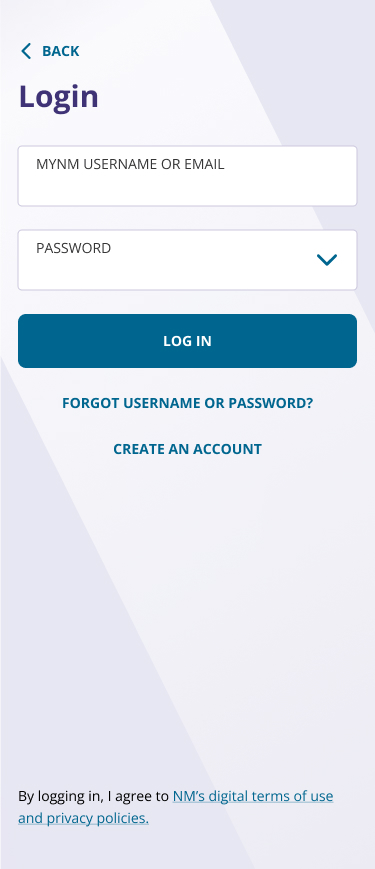 BACK
Login
MYNM USERNAME OR EMAIL
PASSWORD
LOG IN
FORGOT USERNAME OR PASSWORD?
CREATE AN ACCOUNT
By logging in, I agree to NM’s digital terms of use
and privacy policies.